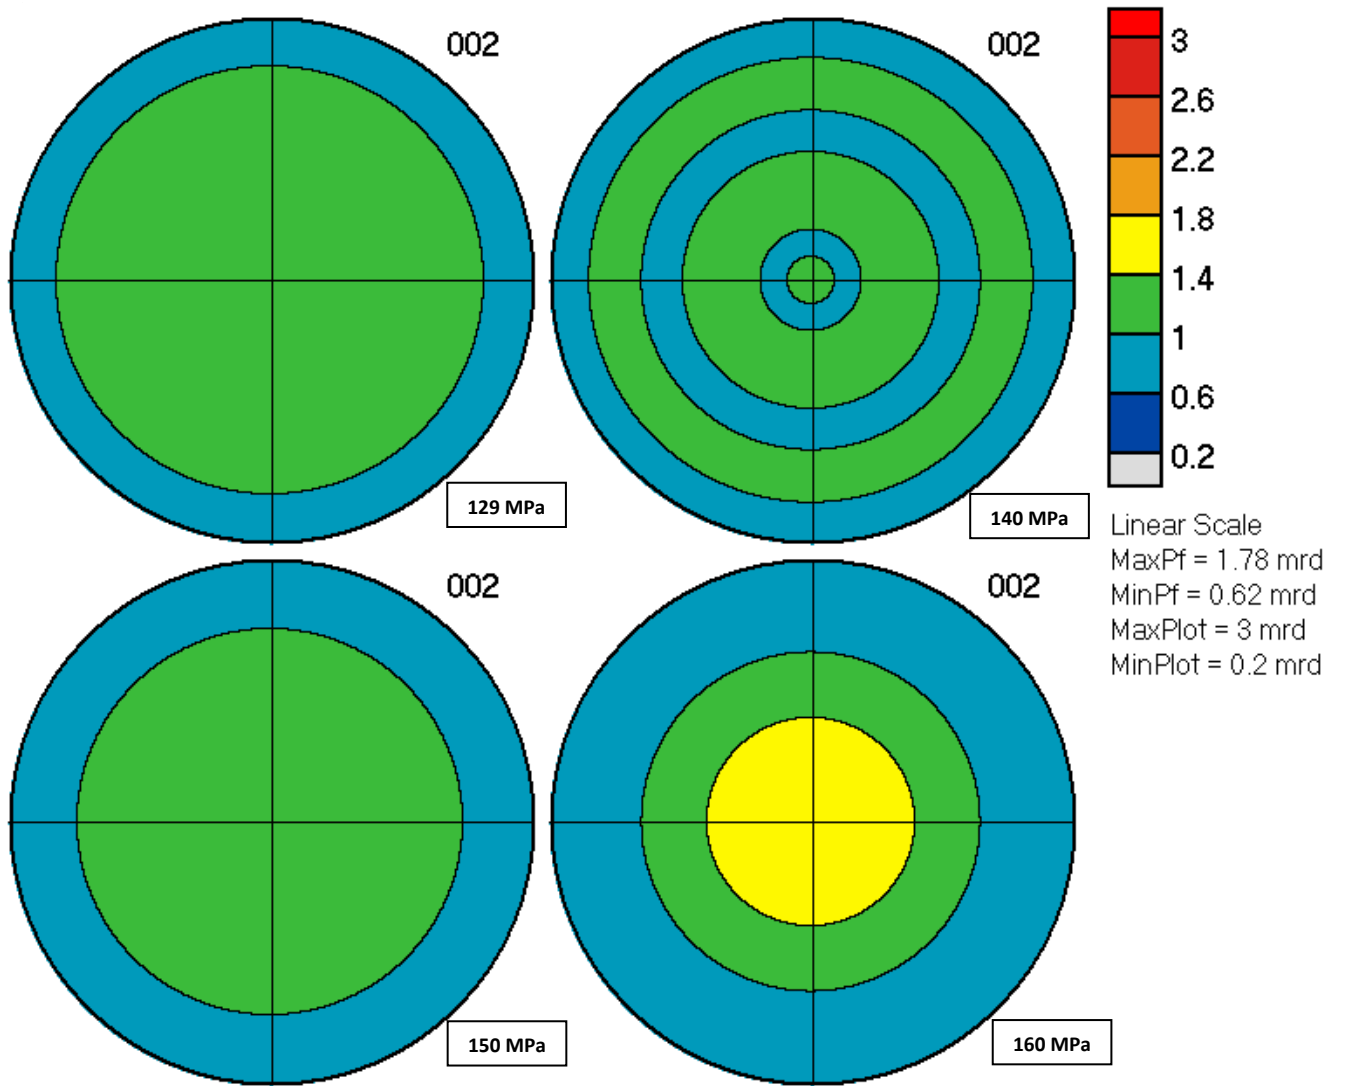 002
002
129 MPa
140 MPa
3
2.6
2.2
1.8
1.4
1
0.6
0.2
Linear Scale
MaxPf = 1.78 mrd
MinPf = 0.62 mrd
MaxPlot = 3 mrd
MinPlot = 0.2 mrd
002
002
150 MPa
160 MPa